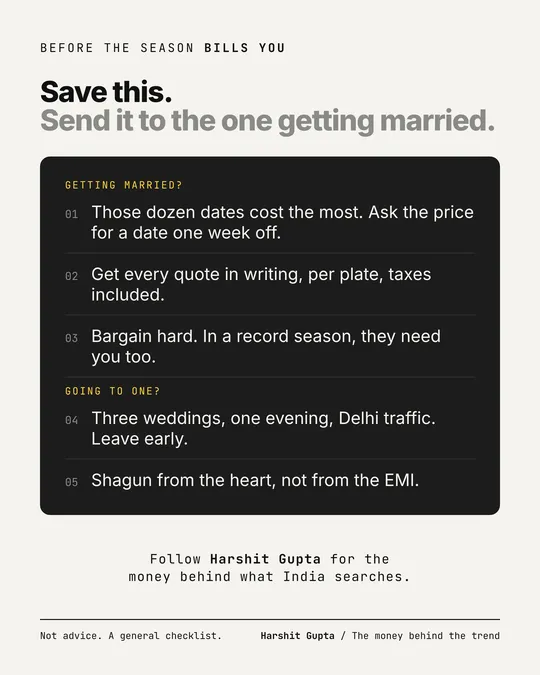 BEFORE THE SEASON BILLS YOU
Save this.
Send it to the one getting married.
GETTING MARRIED?
01 Those dozen dates cost the most. Ask the price
for a date one week off.
02 Get every quote in writing, per plate, taxes
included.
03 Bargain hard. In a record season, they need
you too.
GOING TO ONE?
04 Three weddings, one evening, Delhi traffic.
Leave early.
05 Shagun from the heart, not from the EMI.
Follow Harshit Gupta for the
money behind what India searches.
Not advice. A general checklist.
Harshit Gupta / The money behind the trend